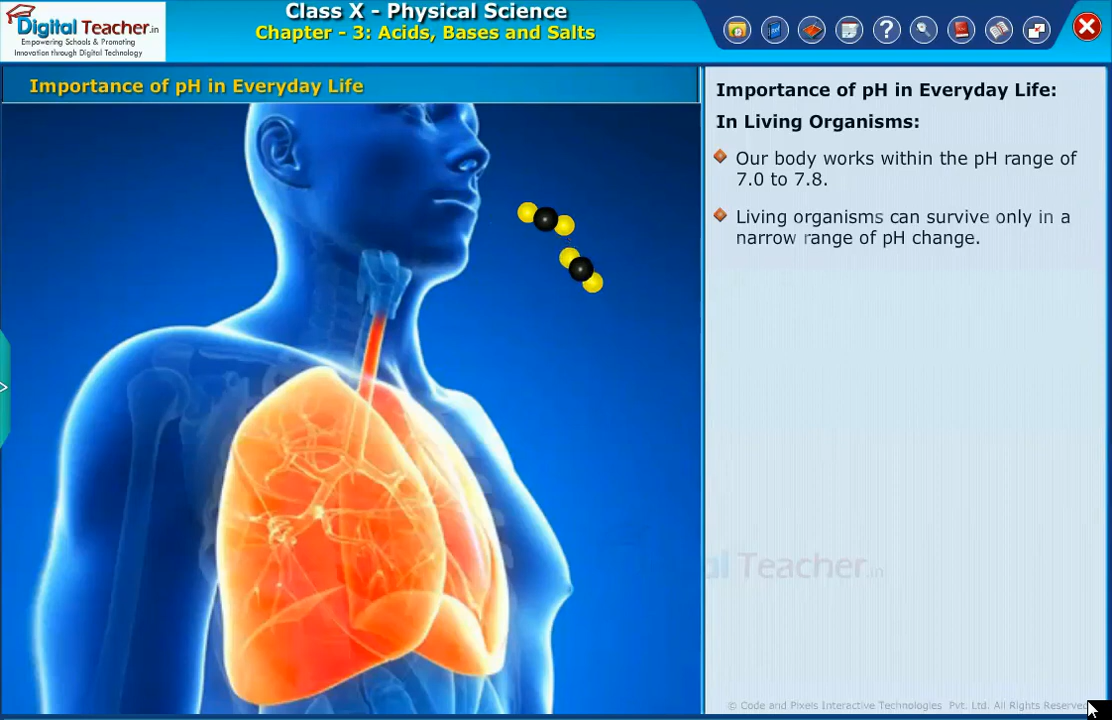 Digital Teacher.in
Empowering Schools & Promoting
Innovation through Digital Technology
Class X - Physical Science
Chapter - 3: Acids, Bases and Salts
?
Importance of pH in Everyday Life
Importance of pH in Everyday Life:
In Living Organisms:
Our body works within the pH range of
7.0 to 7.8.
Living organisms can survive only in a
narrow range of pH change.
Digital Teacher.in
© Code and Pixels Interactive Technologies Pvt. Ltd. All Rights Reserved